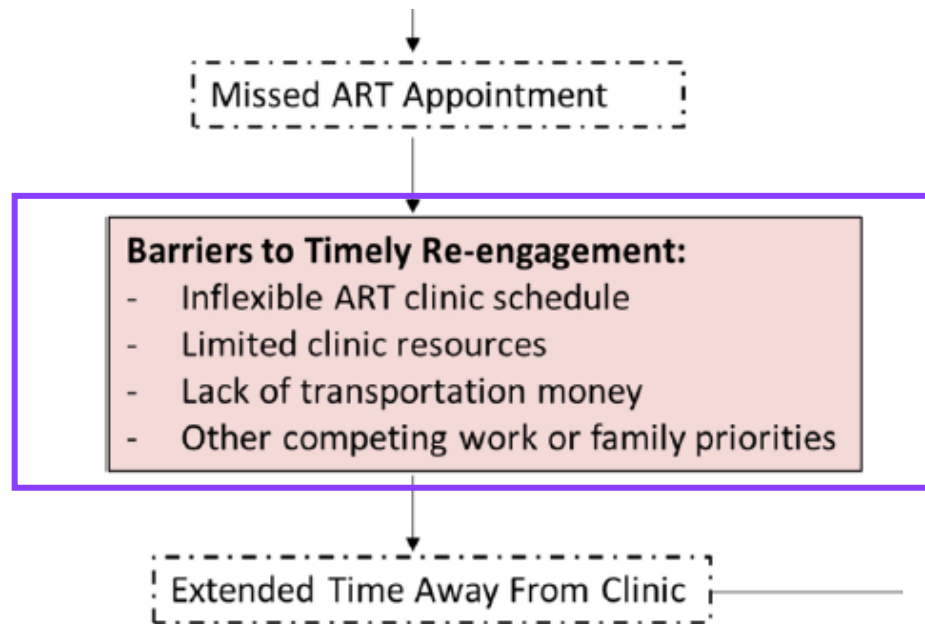 Missed ART Appointment
Barriers to Timely Re-engagement:
- Inflexible ART clinic schedule
- Limited clinic resources
- Lack of transportation money
- Other competing work or family priorities
Extended Time Away From Clinic